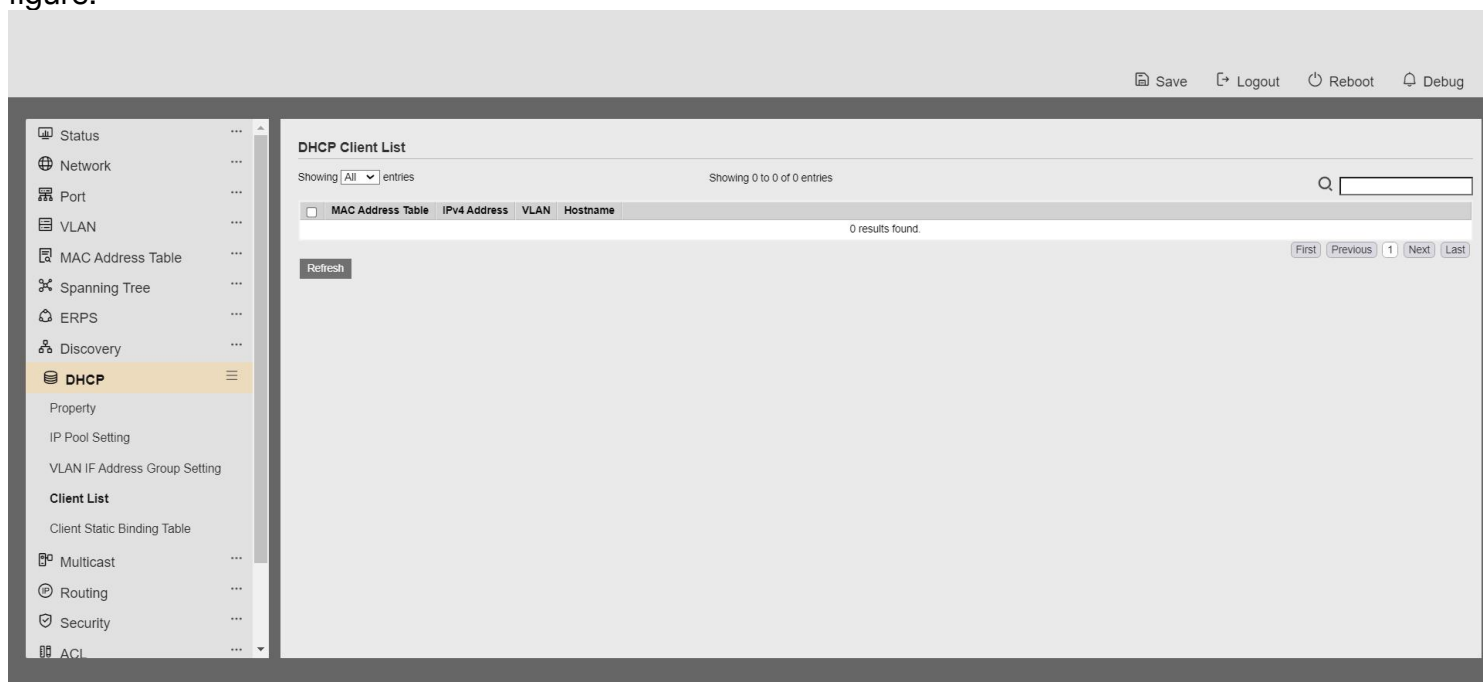 figure.
Save Logout Reboot Debug
Status
Network
Port
VLAN
MAC Address Table
Spanning Tree
ERPS
Discovery
DHCP
Property
IP Pool Setting
VLAN IF Address Group Setting
Client List
Client Static Binding Table
Multicast
Routing
Security
ACL
DHCP Client List
Showing All entries Showing 0 to 0 of 0 entries
MAC Address Table IPv4 Address VLAN Hostname
0 results found.
First Previous 1 Next Last
Refresh